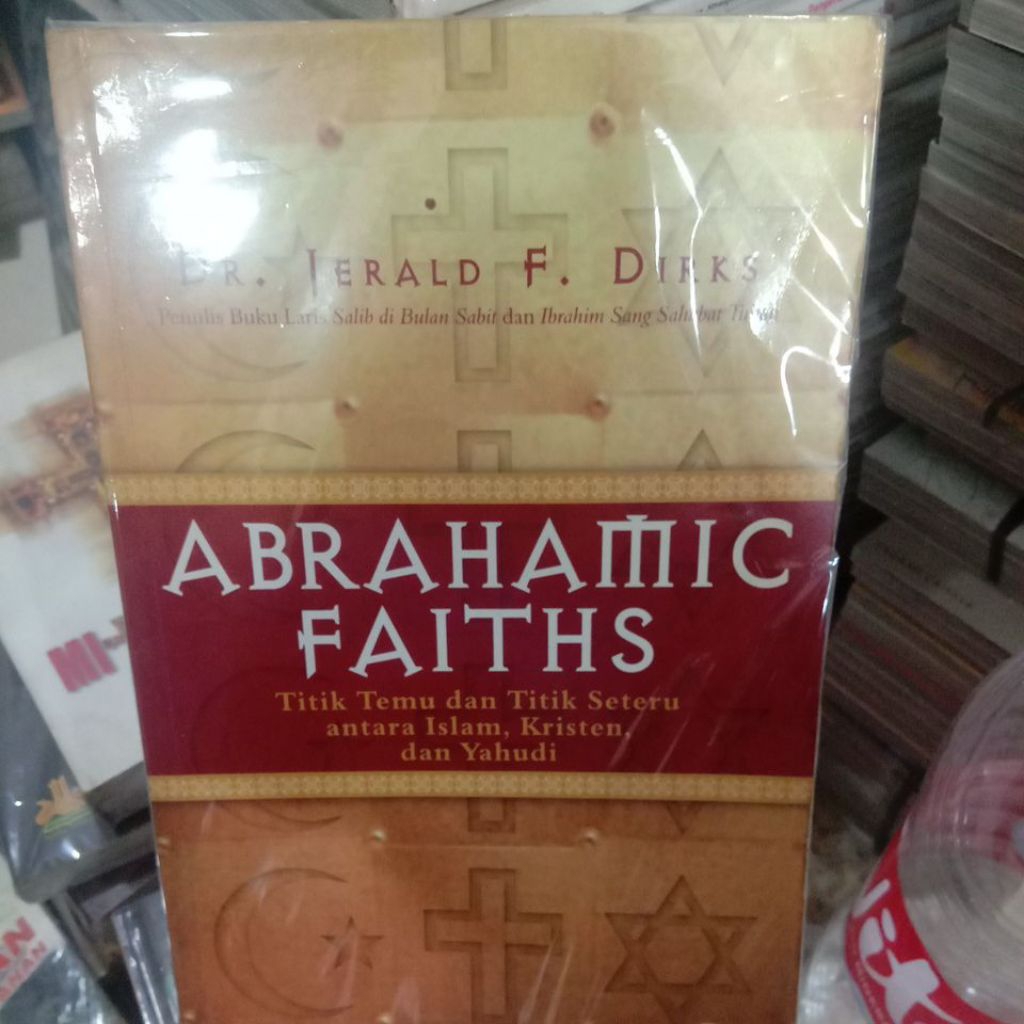 DR. JERALD F. DIRKS
Penulis Buku Laris Salib di Bulan Sabit dan Ibrahim Sang Sahabat Tuhan
ABRAHAMIC
FAITHS
Titik Temu dan Titik Seteru
antara Islam, Kristen,
dan Yahudi
MI-